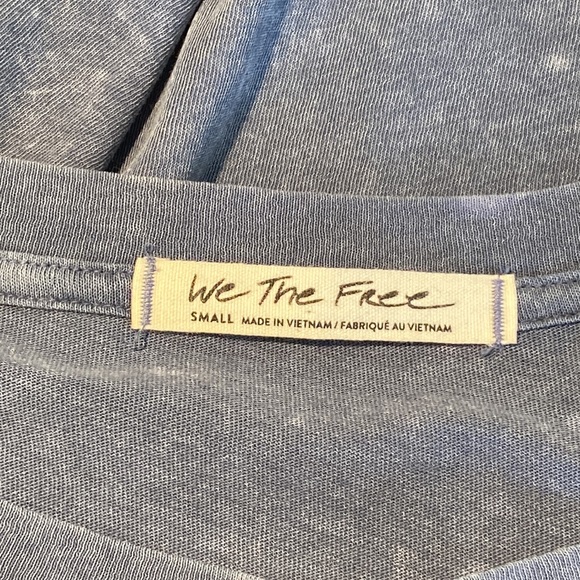 We The Free
SMALL MADE IN VIETNAM / FABRIQUÉ AU VIETNAM